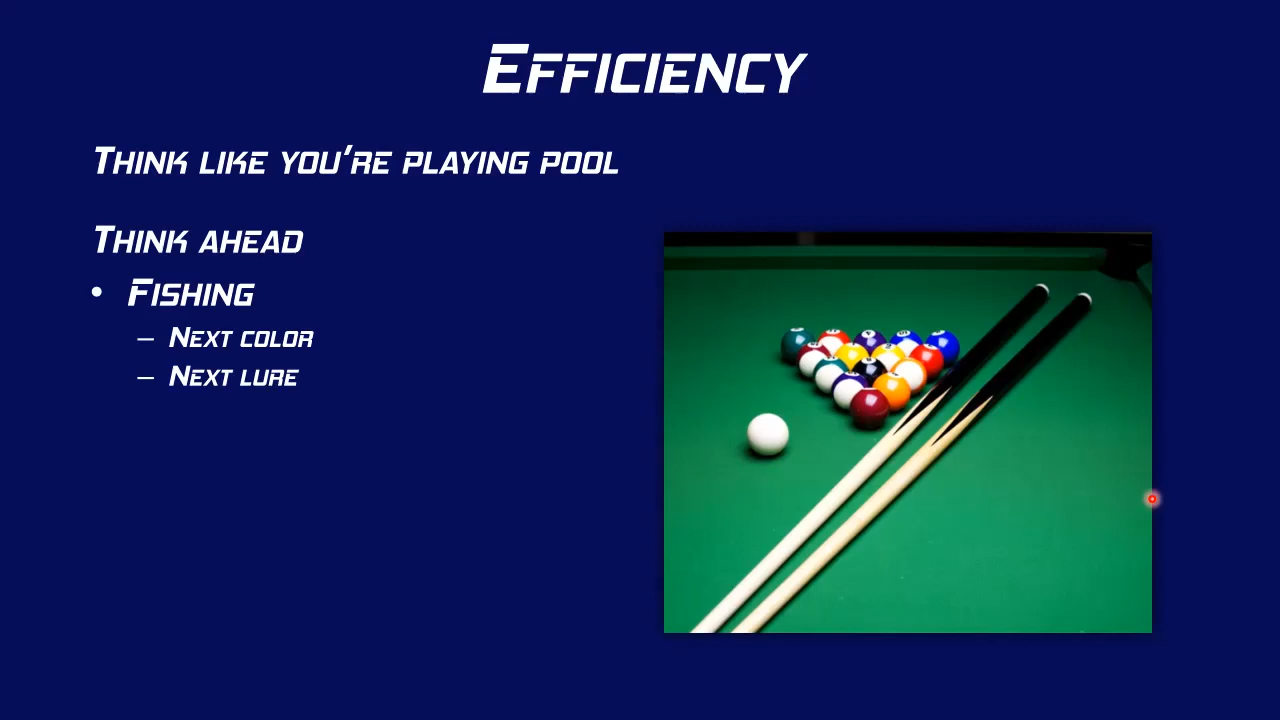 Efficiency
Think like you're playing pool
Think ahead
• Fishing
– Next color
– Next lure